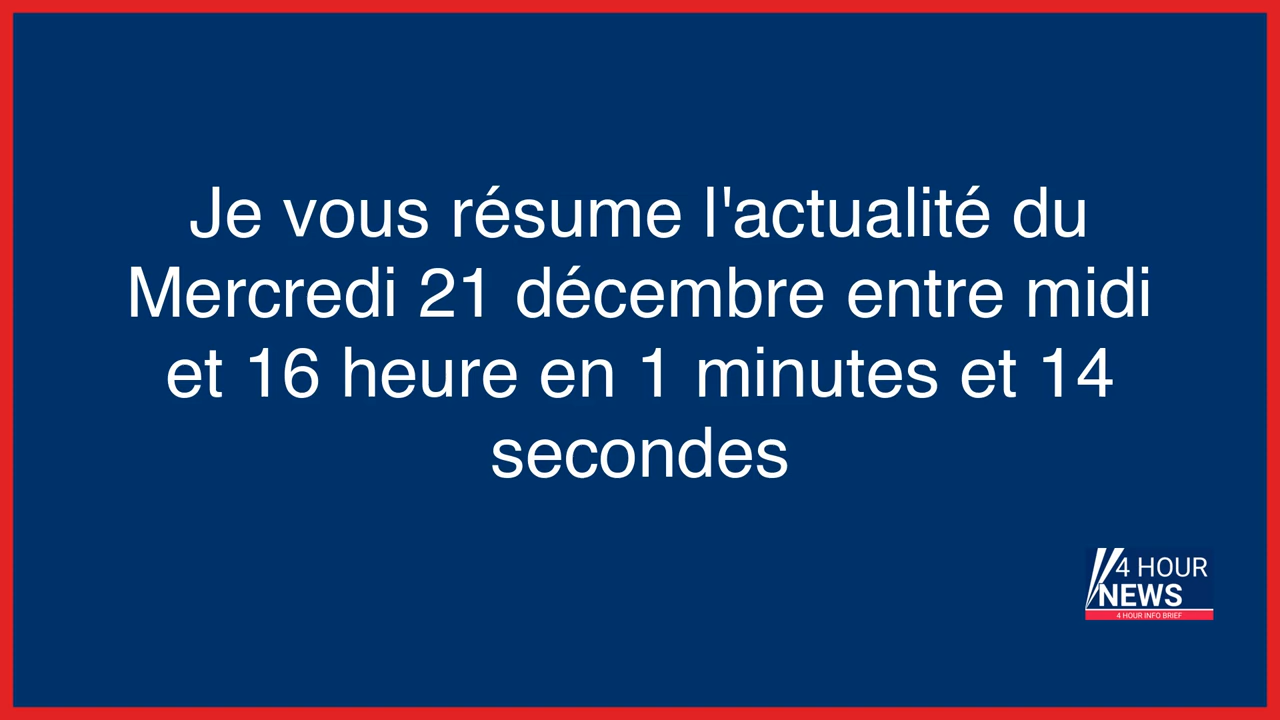 Je vous résume l'actualité du
Mercredi 21 décembre entre midi
et 16 heure en 1 minutes et 14
secondes
4 HOUR
NEWS
4 HOUR INFO BRIEF